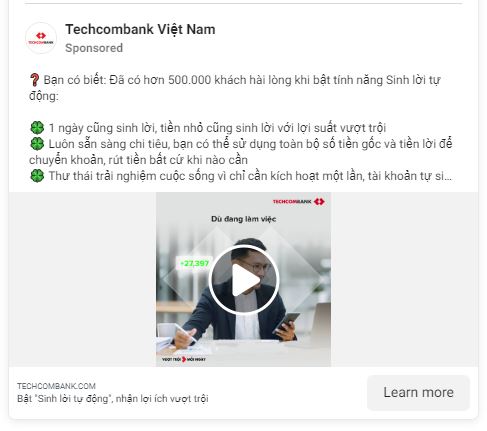 Techcombank Việt Nam
TECHCOMBANK
Sponsored
❓ Bạn có biết: Đã có hơn 500.000 khách hài lòng khi bật tính năng Sinh lời tự
động:
🍀 1 ngày cũng sinh lời, tiền nhỏ cũng sinh lời với lợi suất vượt trội
🍀 Luôn sẵn sàng chi tiêu, bạn có thể sử dụng toàn bộ số tiền gốc và tiền lời để
chuyển khoản, rút tiền bất cứ khi nào cần
🍀 Thư thái trải nghiệm cuộc sống vì chỉ cần kích hoạt một lần, tài khoản tự si...
TECHCOMBANK
Dù đang làm việc
+27,397
VƯỢT TRỘI MỖI NGÀY
TECHCOMBANK.COM
Bật "Sinh lời tự động", nhận lợi ích vượt trội
Learn more